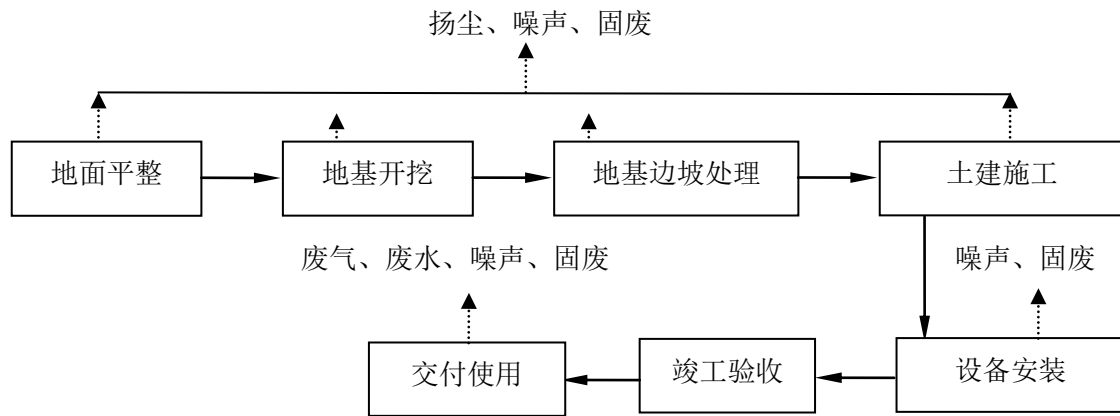 扬尘、噪声、固废
地面平整
地基开挖
地基边坡处理
土建施工
废气、废水、噪声、固废
噪声、固废
交付使用
竣工验收
设备安装